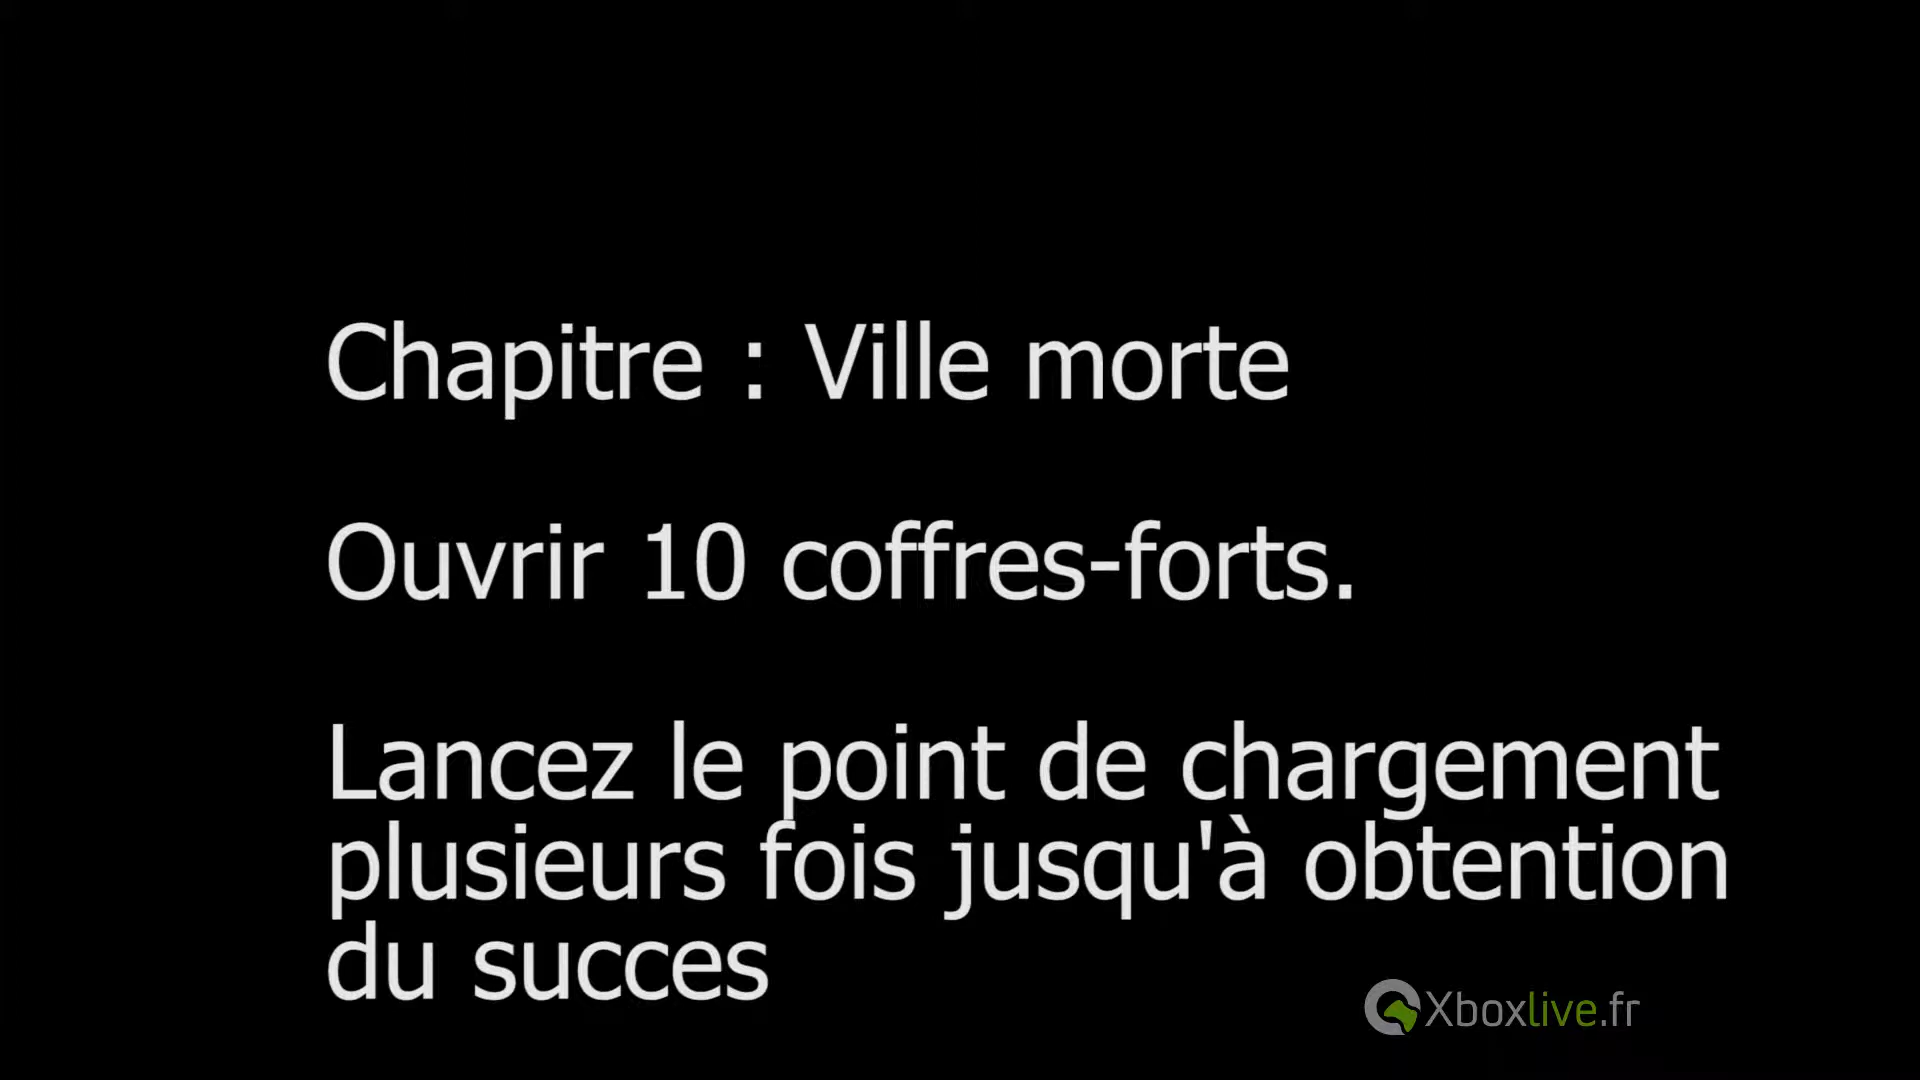 Chapitre : Ville morte
Ouvrir 10 coffres-forts.
Lancez le point de chargement
plusieurs fois jusqu'à obtention
du succes
Xboxlive.fr